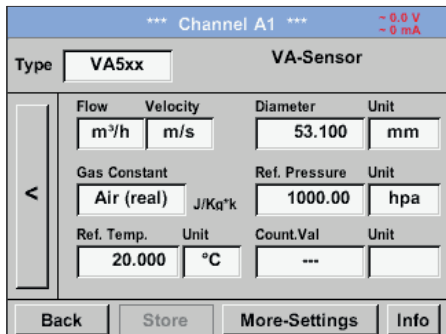 *** Channel A1 ***
~ 0.0 V
~ 0 mA
Type VA5xx VA-Sensor
Flow Velocity Diameter Unit
m³/h m/s 53.100 mm
Gas Constant Ref. Pressure Unit
< Air (real) J/Kg*k 1000.00 hpa
Ref. Temp. Unit Count.Val Unit
20.000 °C ---
Back Store More-Settings Info